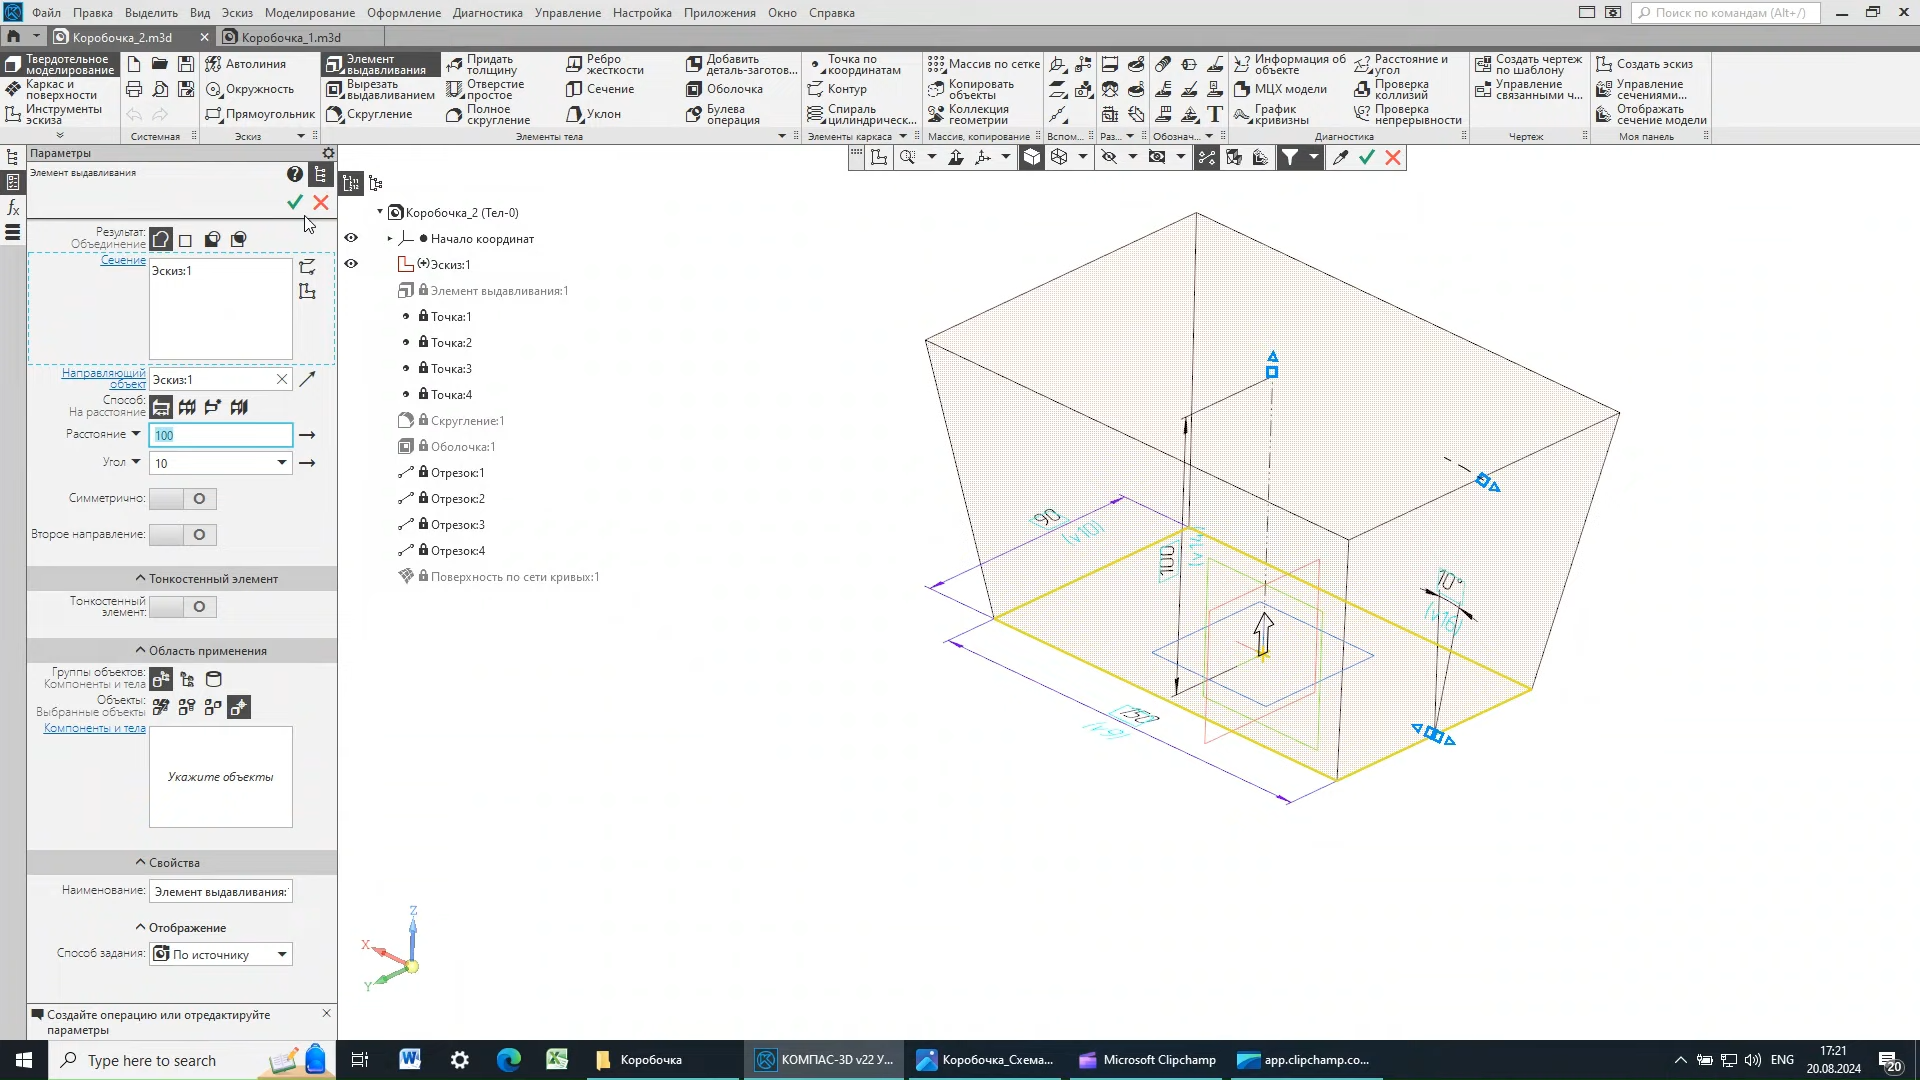 Файл Правка Выделить Вид Эскиз Моделирование Оформление Диагностика Управление Настройка Приложения Окно Справка
Поиск по командам (Alt+/)
Коробочка_2.m3d
Коробочка_1.m3d
Твердотельное моделирование
Каркас и поверхности
Инструменты эскиза
Системная
Автолиния
Окружность
Прямоугольник
Эскиз
Элемент выдавливания
Вырезать выдавливанием
Скругление
Придать толщину
Отверстие простое
Полное скругление
Ребро жесткости
Сечение
Уклон
Добавить деталь-заготов...
Оболочка
Булева операция
Элементы тела
Точка по координатам
Контур
Спираль цилиндрическ...
Элементы каркаса
Массив по сетке
Копировать объекты
Коллекция геометрии
Массив, копирование
Вспом...
Раз...
Обознач...
Информация об объекте
МЦХ модели
График кривизны
Расстояние и угол
Проверка коллизий
Проверка непрерывности
Диагностика
Создать чертеж по шаблону
Управление связанными ч...
Чертеж
Создать эскиз
Управление сечениями...
Отображать сечение модели
Моя панель
Параметры
Элемент выдавливания
Результат:
Объединение
Сечение
Эскиз:1
Направляющий объект
Эскиз:1
Способ:
На расстояние
Расстояние
100
Угол
10
Симметрично:
Второе направление:
Тонкостенный элемент
Тонкостенный элемент:
Область применения
Группы объектов:
Компоненты и тела
Объекты:
Выбранные объекты
Компоненты и тела
Укажите объекты
Свойства
Наименование:
Элемент выдавливания:
Отображение
Способ задания:
По источнику
Создайте операцию или отредактируйте
параметры
Коробочка_2 (Тел-0)
Начало координат
(+)Эскиз:1
Элемент выдавливания:1
Точка:1
Точка:2
Точка:3
Точка:4
Скругление:1
Оболочка:1
Отрезок:1
Отрезок:2
Отрезок:3
Отрезок:4
Поверхность по сети кривых:1
90
(v10)
100
10°
(v16)
150
Z
X
Y
Type here to search
Коробочка
КОМПАС-3D v22 У...
Коробочка_Схема...
Microsoft Clipchamp
app.clipchamp.co...
ENG
17:21
20.08.2024
20